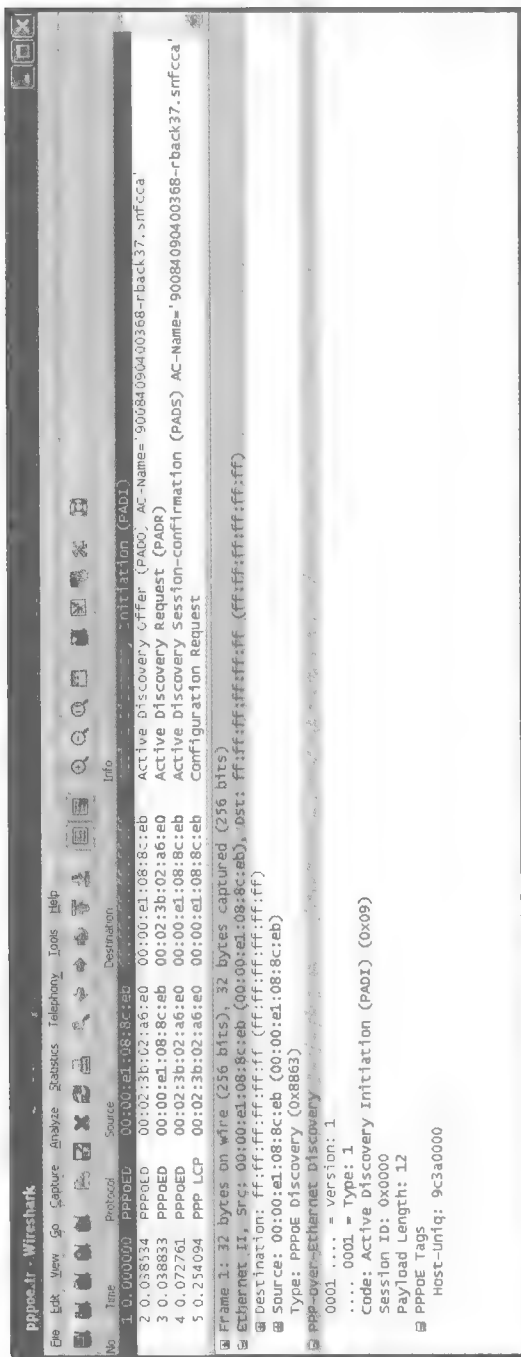 pppoe.tr - Wireshark
File Edit View Go Capture Analyze Statistics Telephony Tools Help
No Time Protocol Source Destination Info
1 0.000000 PPPOED 00:00:e1:08:8c:eb Initiation (PADI)
2 0.038534 PPPOED 00:02:3b:02:a6:e0 00:00:e1:08:8c:eb Active Discovery Offer (PADO) AC-Name='90084090400368-rback37.snfcca'
3 0.038833 PPPOED 00:00:e1:08:8c:eb 00:02:3b:02:a6:e0 Active Discovery Request (PADR)
4 0.072761 PPPOED 00:02:3b:02:a6:e0 00:00:e1:08:8c:eb Active Discovery Session-confirmation (PADS) AC-Name='90084090400368-rback37.snfcca'
5 0.254094 PPP LCP 00:02:3b:02:a6:e0 00:00:e1:08:8c:eb Configuration Request
Frame 1: 32 bytes on wire (256 bits), 32 bytes captured (256 bits)
Ethernet II, Src: 00:00:e1:08:8c:eb (00:00:e1:08:8c:eb), Dst: ff:ff:ff:ff:ff:ff (ff:ff:ff:ff:ff:ff)
Destination: ff:ff:ff:ff:ff:ff (ff:ff:ff:ff:ff:ff)
Source: 00:00:e1:08:8c:eb (00:00:e1:08:8c:eb)
Type: PPPoE Discovery (0x8863)
PPP-over-Ethernet Discovery
0001 .... = Version: 1
.... 0001 = Type: 1
Code: Active Discovery Initiation (PADI) (0x09)
Session ID: 0x0000
Payload Length: 12
PPPoE Tags
Host-Uniq: 9c3a0000